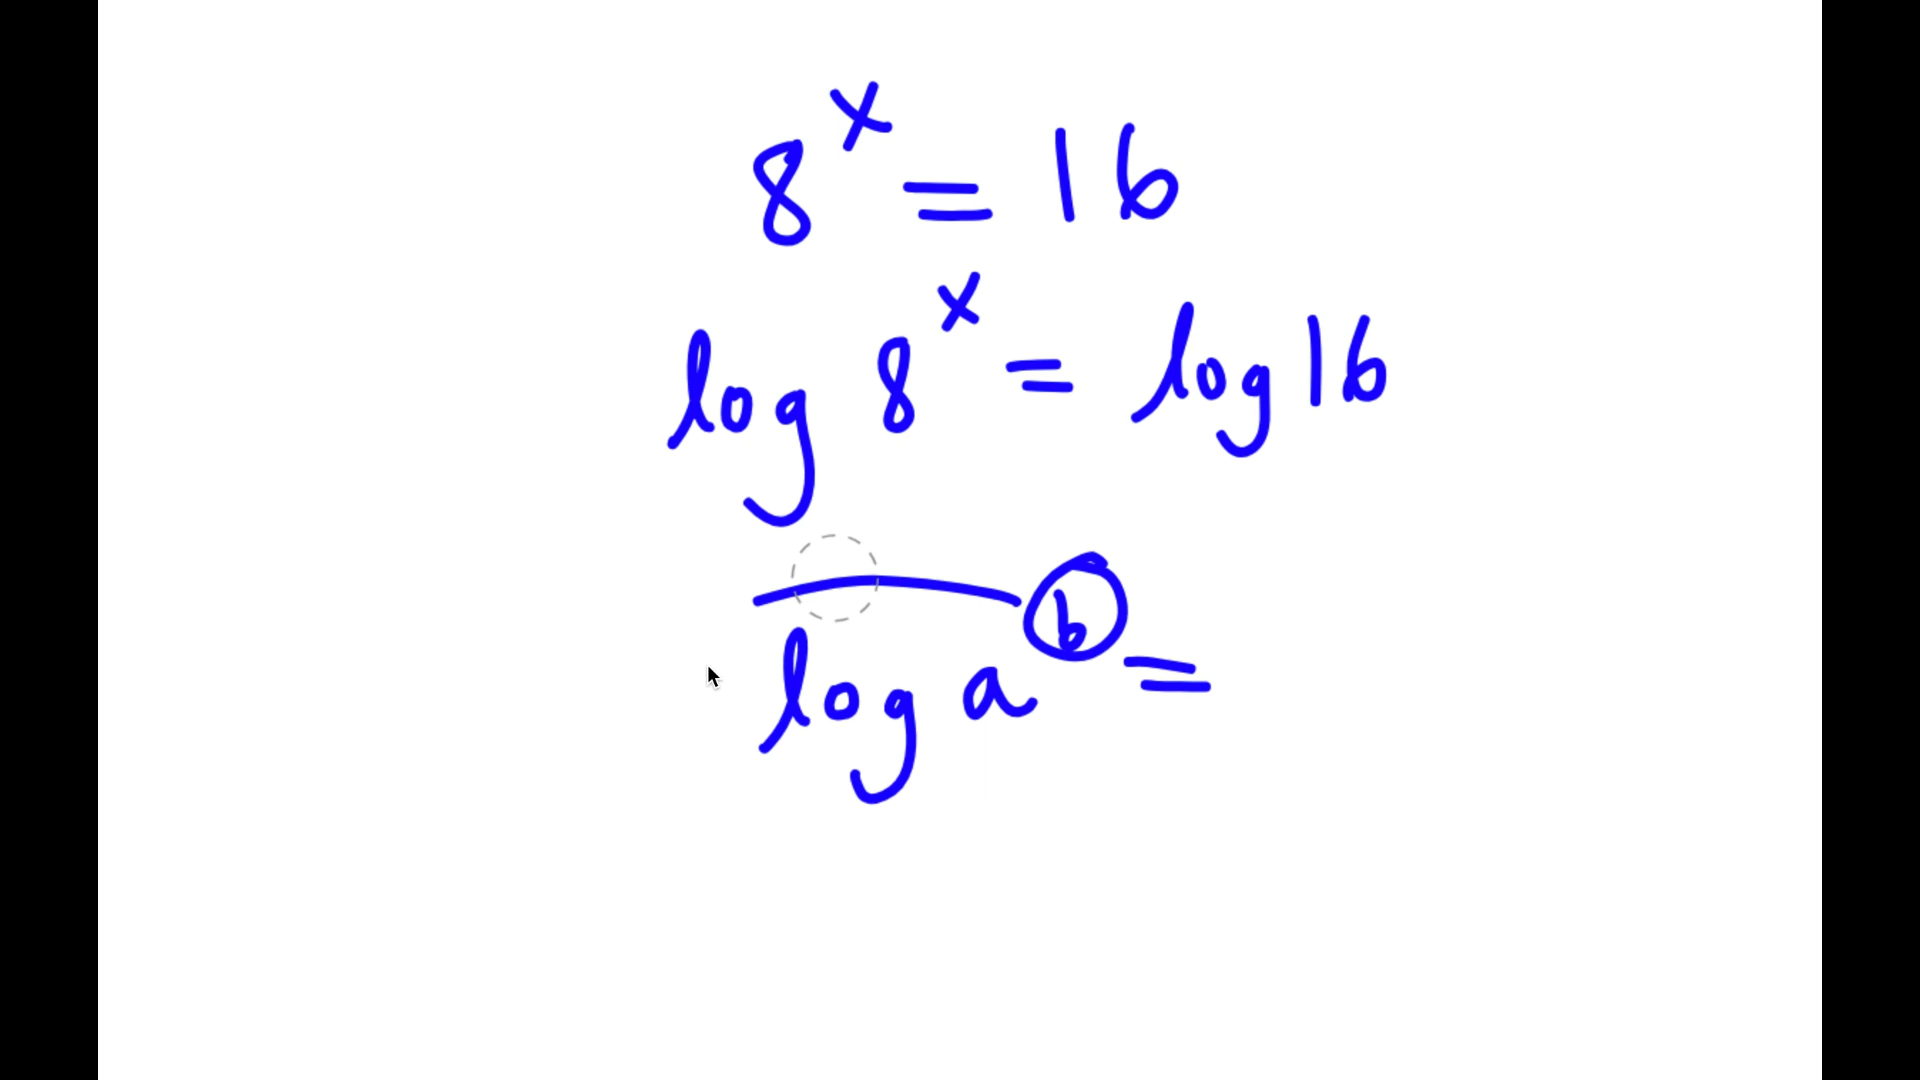 8^x = 16
log 8^x = log 16
log a^b =